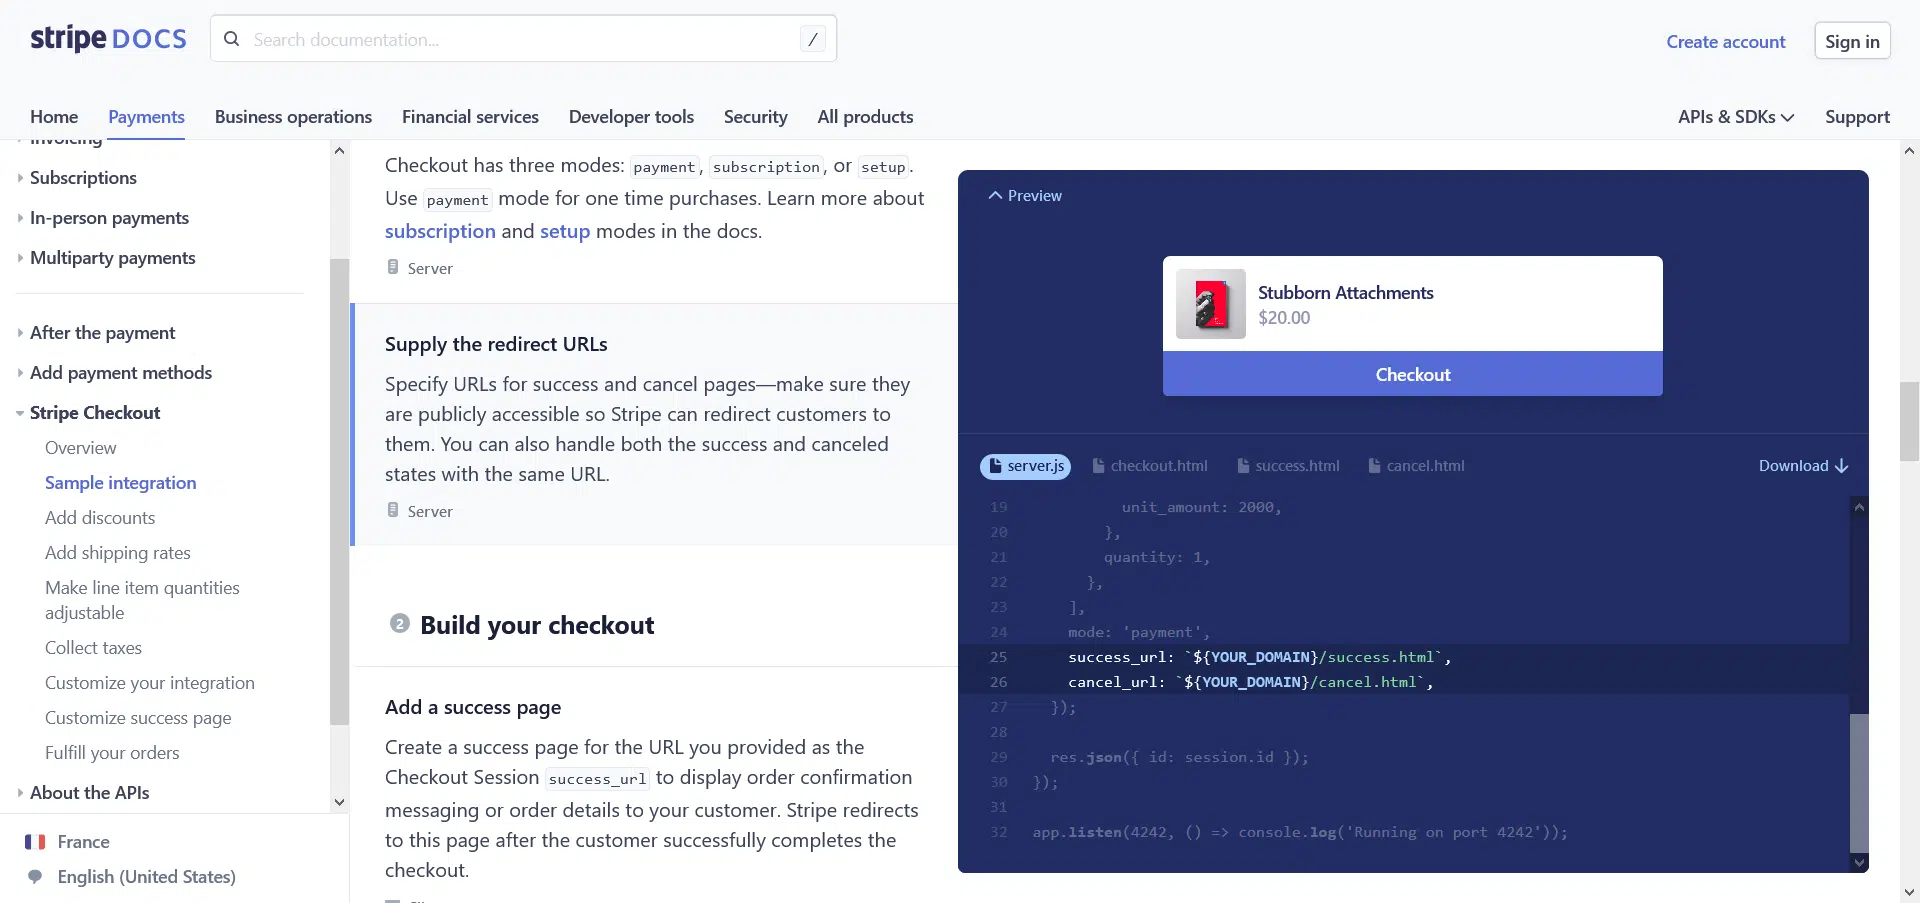 stripe DOCS
Search documentation...
/
Create account
Sign in
Home
Payments
Business operations
Financial services
Developer tools
Security
All products
APIs & SDKs
Support
Invoicing
Subscriptions
In-person payments
Multiparty payments
After the payment
Add payment methods
Stripe Checkout
Overview
Sample integration
Add discounts
Add shipping rates
Make line item quantities
adjustable
Collect taxes
Customize your integration
Customize success page
Fulfill your orders
About the APIs
France
English (United States)
Checkout has three modes: payment, subscription, or setup.
Use payment mode for one time purchases. Learn more about
subscription and setup modes in the docs.
Server
Supply the redirect URLs
Specify URLs for success and cancel pages—make sure they
are publicly accessible so Stripe can redirect customers to
them. You can also handle both the success and canceled
states with the same URL.
Server
2 Build your checkout
Add a success page
Create a success page for the URL you provided as the
Checkout Session success_url to display order confirmation
messaging or order details to your customer. Stripe redirects
to this page after the customer successfully completes the
checkout.
Preview
Stubborn Attachments
$20.00
Checkout
server.js
checkout.html
success.html
cancel.html
Download
19 unit_amount: 2000,
20 },
21 quantity: 1,
22 },
23 ],
24 mode: 'payment',
25 success_url: `${YOUR_DOMAIN}/success.html`,
26 cancel_url: `${YOUR_DOMAIN}/cancel.html`,
27 });
28
29 res.json({ id: session.id });
30 });
31
32 app.listen(4242, () => console.log('Running on port 4242'));